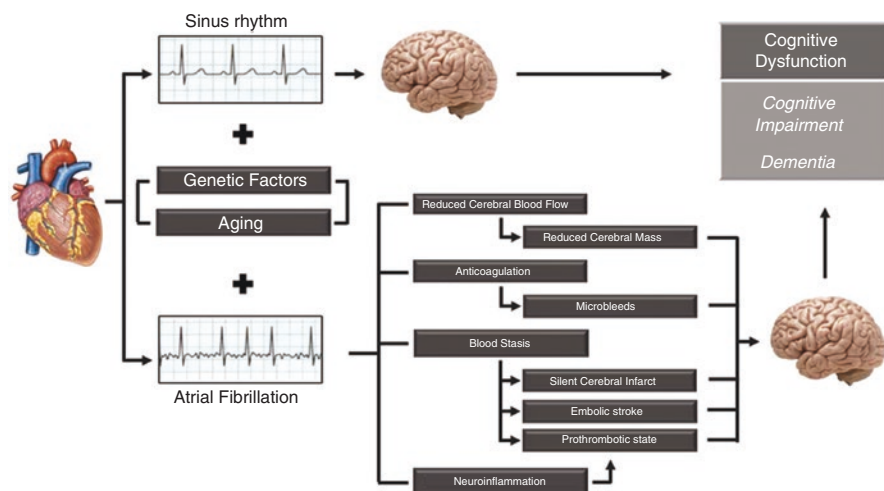 Sinus rhythm
Cognitive
Dysfunction
Cognitive
Impairment
Dementia
Genetic Factors
Aging
Reduced Cerebral Blood Flow
Reduced Cerebral Mass
Anticoagulation
Microbleeds
Blood Stasis
Silent Cerebral Infarct
Embolic stroke
Prothrombotic state
Neuroinflammation
Atrial Fibrillation